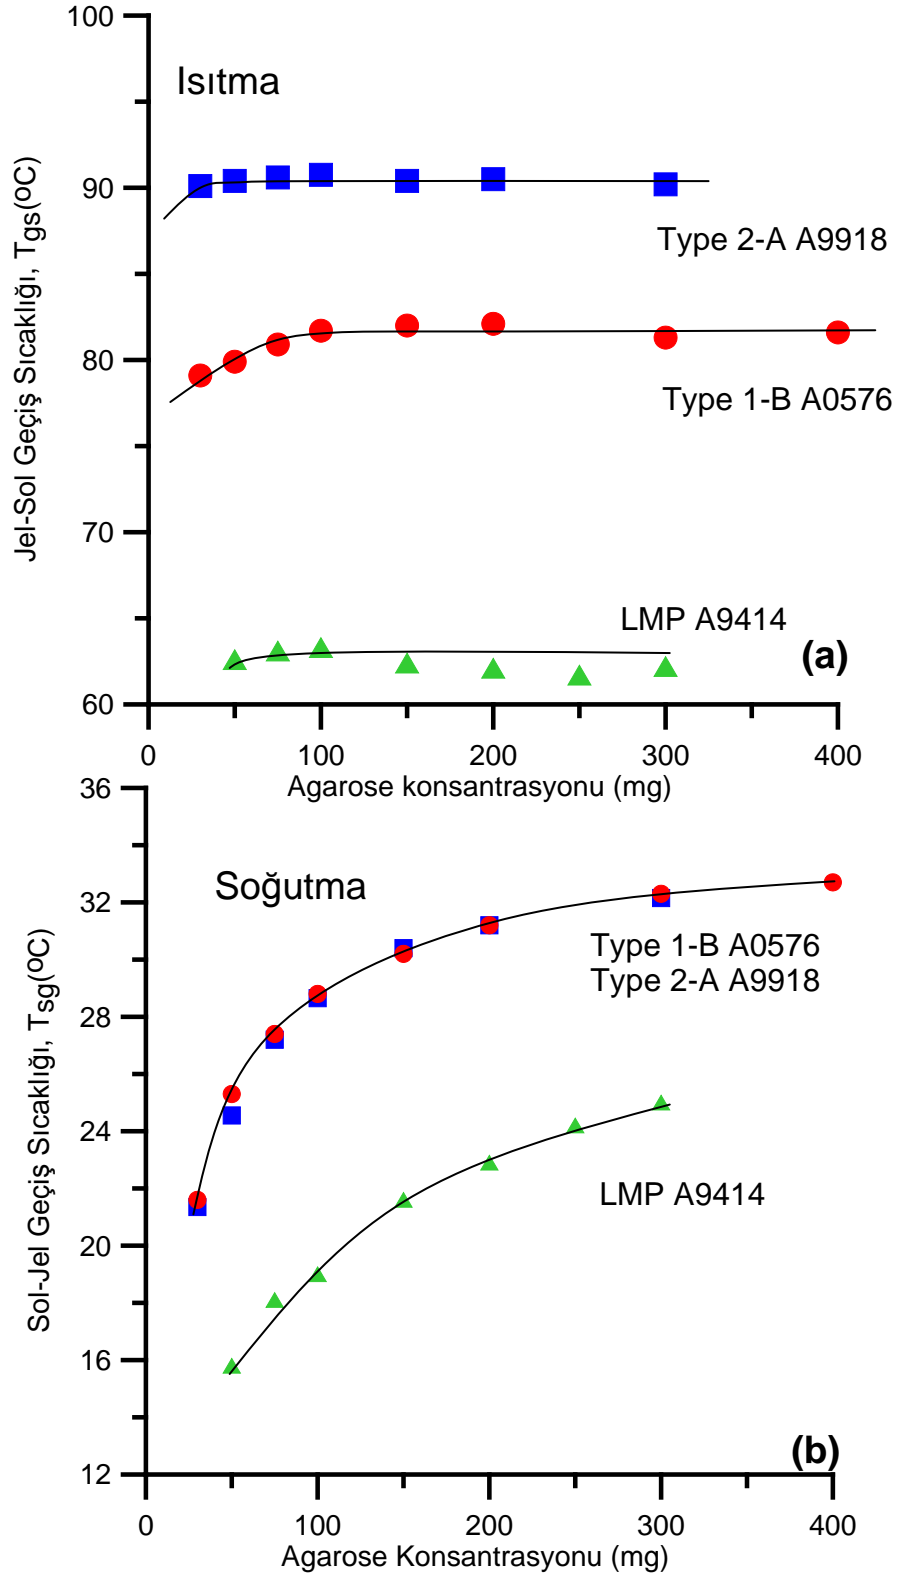 100
Isıtma
90
Type 2-A A9918
80
Type 1-B A0576
70
LMP A9414
(a)
60
0 100 200 300 400
Agarose konsantrasyonu (mg)
Jel-Sol Geçiş Sıcaklığı, Tgs(oC)
36
Soğutma
32
Type 1-B A0576
Type 2-A A9918
28
24
LMP A9414
20
16
(b)
12
0 100 200 300 400
Agarose Konsantrasyonu (mg)
Sol-Jel Geçiş Sıcaklığı, Tsg(oC)